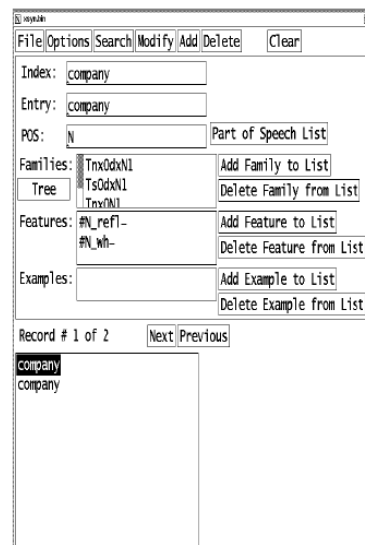 xsyn.bin
File Options Search Modify Add Delete Clear
Index: company
Entry: company
POS: N Part of Speech List
Families: Tnx0dxN1 Add Family to List
Tree Ts0dxN1 Delete Family from List
Tnx0N1
Features: #N_refl- Add Feature to List
#N_wh- Delete Feature from List
Examples: Add Example to List
Delete Example from List
Record # 1 of 2 Next Previous
company
company